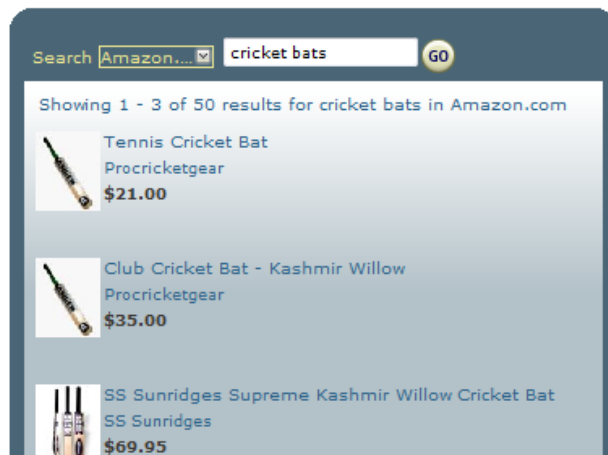 Search Amazon.... cricket bats GO
Showing 1 - 3 of 50 results for cricket bats in Amazon.com
Tennis Cricket Bat
Procricketgear
$21.00
Club Cricket Bat - Kashmir Willow
Procricketgear
$35.00
SS Sunridges Supreme Kashmir Willow Cricket Bat
SS Sunridges
$69.95